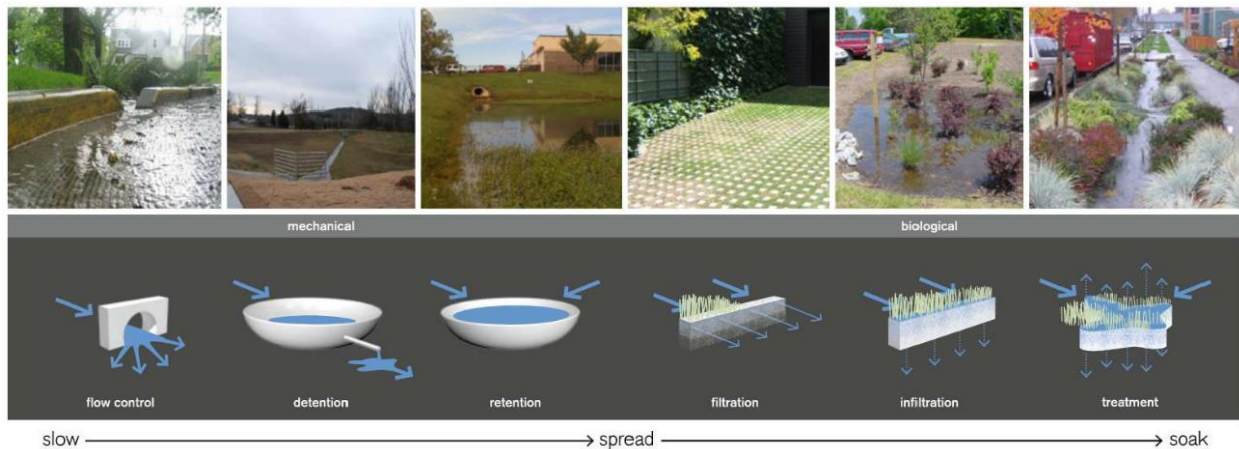 mechanical biological
flow control detention retention filtration infiltration treatment
slow spread soak